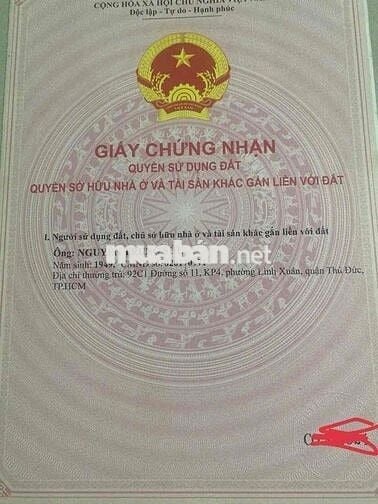 CỘNG HÒA XÃ HỘI CHỦ NGHĨA VIỆT
Độc lập - Tự do - Hạnh phúc
GIẤY CHỨNG NHẬN
QUYỀN SỬ DỤNG ĐẤT
QUYỀN SỞ HỮU NHÀ Ở VÀ TÀI SẢN KHÁC GẮN LIỀN VỚI ĐẤT
I. Người sử dụng đất, chủ sở hữu nhà ở và tài sản khác gắn liền với đất
Ông: NGUY
muaban.net
Năm sinh: 1949,
Địa chỉ thường trú: 92C1 Đường số 11, KP4, phường Linh Xuân, quận Thủ Đức,
TP.HCM